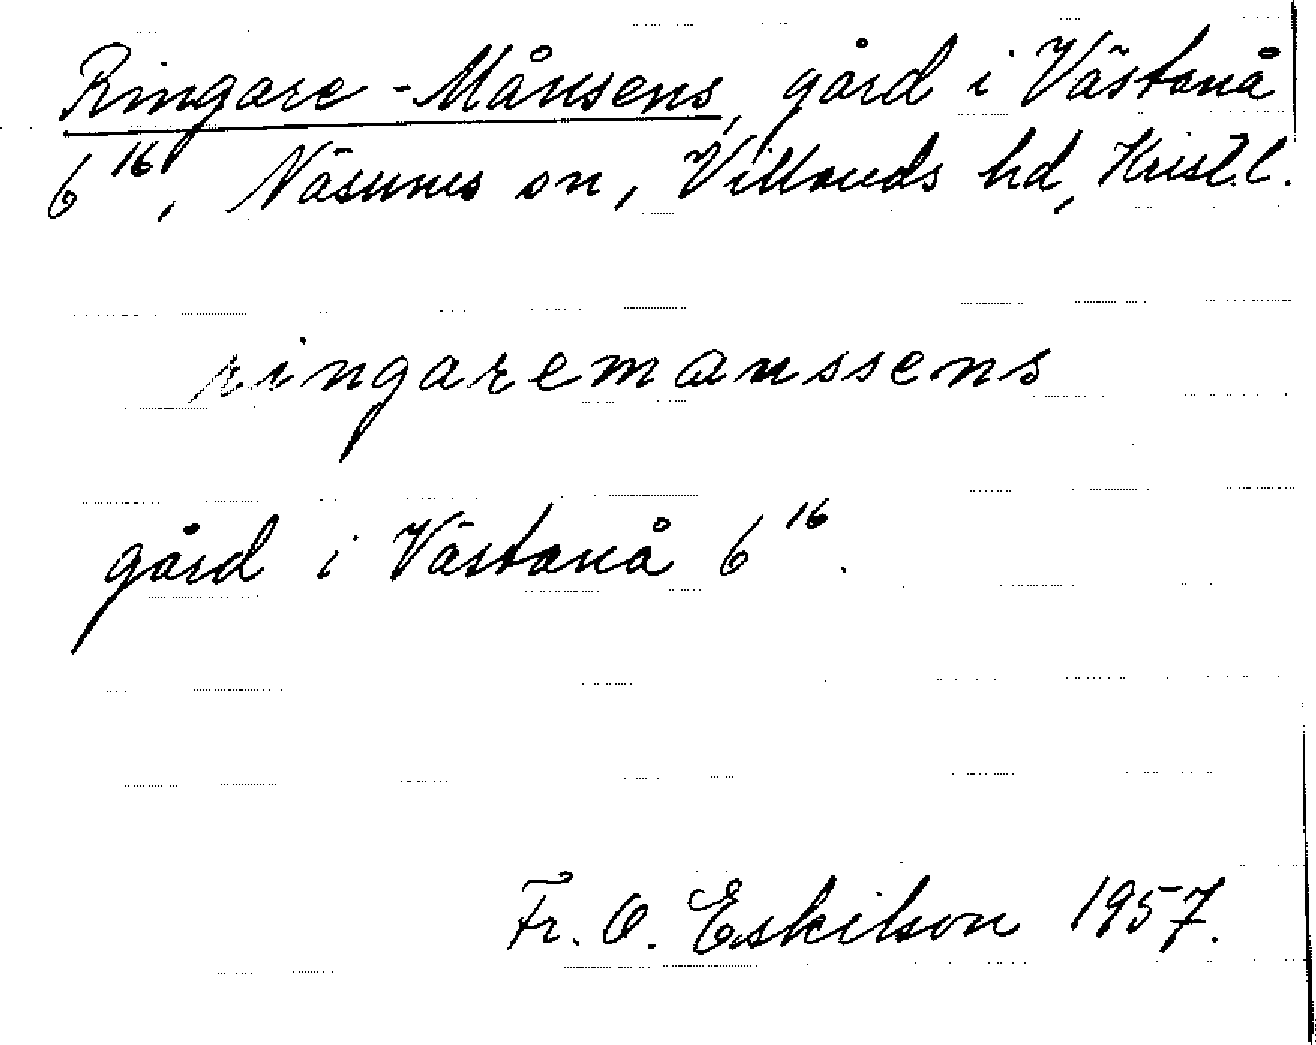 Ringare-Månsens, gård i Västanå
6 16, Näsums sn, Villands hd, Krist.l.
ringaremanssens
gård i Västanå 6 16.
Fr. O. Eskilson 1957.